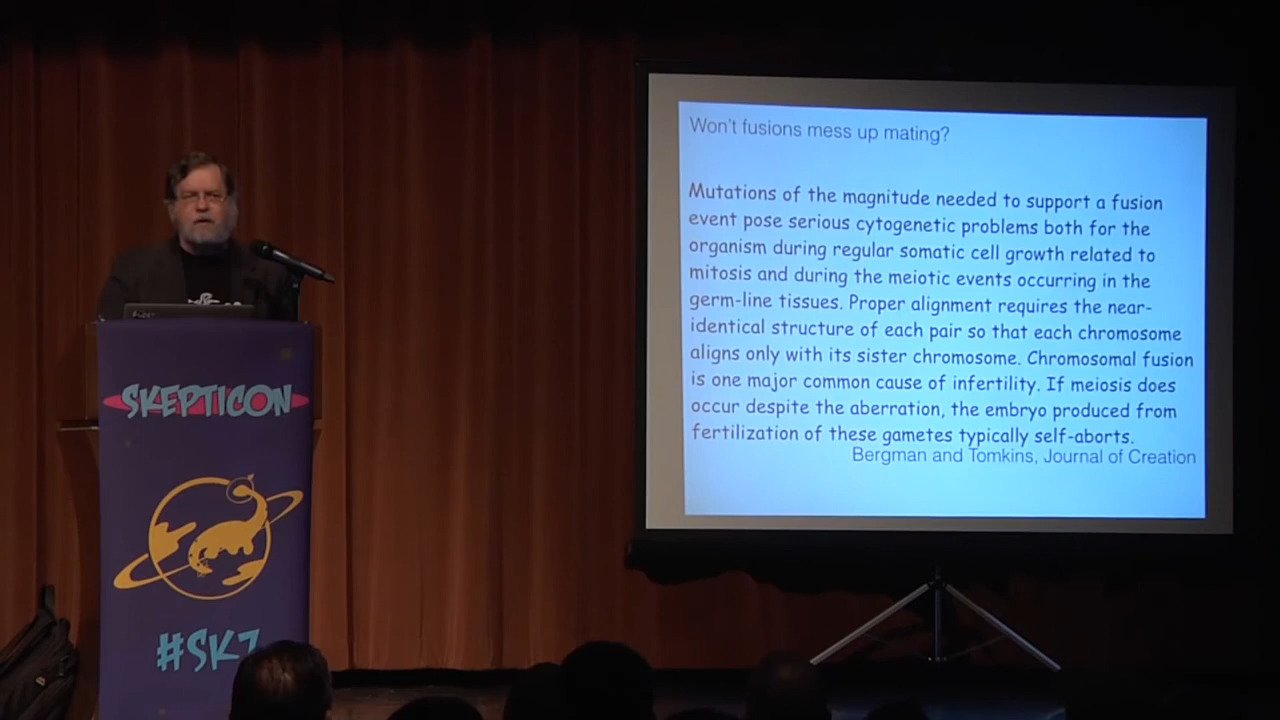 SKEPTICON
#SK7
Won't fusions mess up mating?
Mutations of the magnitude needed to support a fusion
event pose serious cytogenetic problems both for the
organism during regular somatic cell growth related to
mitosis and during the meiotic events occurring in the
germ-line tissues. Proper alignment requires the near-
identical structure of each pair so that each chromosome
aligns only with its sister chromosome. Chromosomal fusion
is one major common cause of infertility. If meiosis does
occur despite the aberration, the embryo produced from
fertilization of these gametes typically self-aborts.
Bergman and Tomkins, Journal of Creation